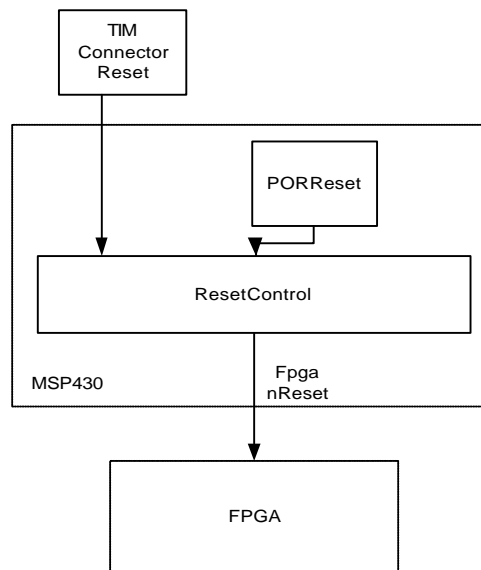 TIM
Connector
Reset
PORReset
ResetControl
MSP430
Fpga
nReset
FPGA